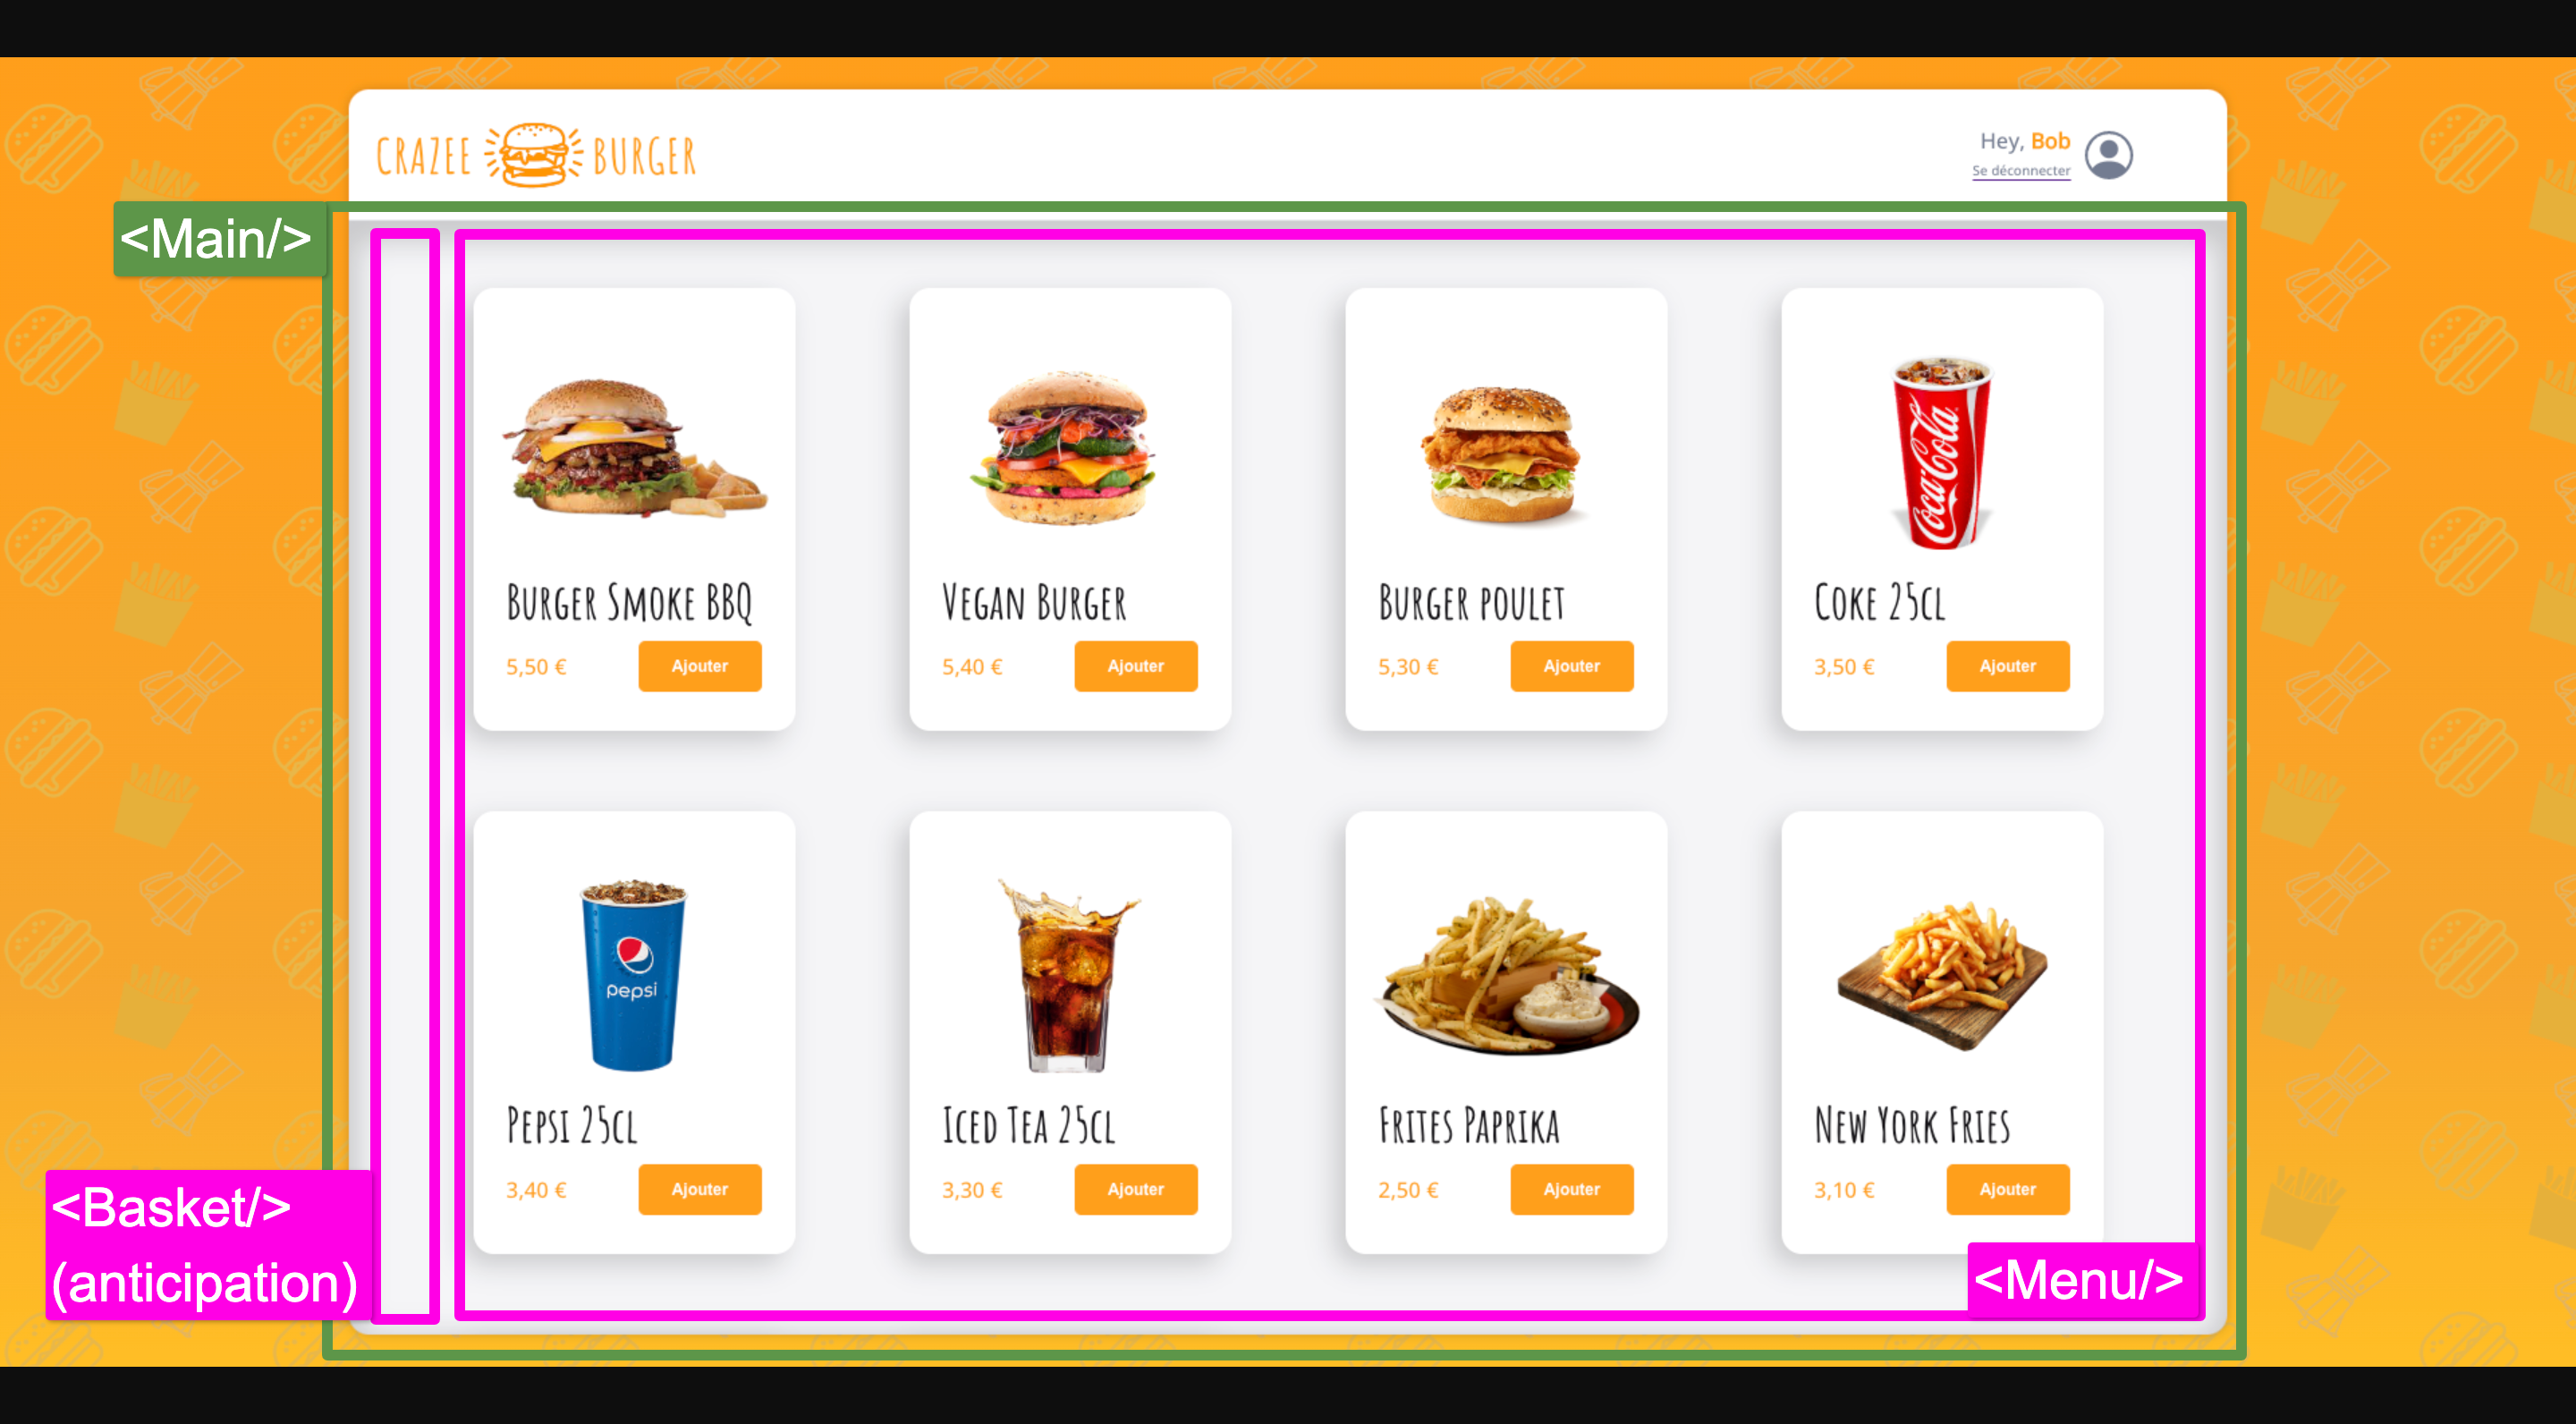 CRAZEE BURGER
Hey, Bob
Se déconnecter
<Main/>
Coca-Cola
BURGER SMOKE BBQ
VEGAN BURGER
BURGER POULET
COKE 25CL
5,50 €
Ajouter
5,40 €
Ajouter
5,30 €
Ajouter
3,50 €
Ajouter
pepsi
PEPSI 25CL
ICED TEA 25CL
FRITES PAPRIKA
NEW YORK FRIES
3,40 €
Ajouter
3,30 €
Ajouter
2,50 €
Ajouter
3,10 €
Ajouter
<Basket/>
(anticipation)
<Menu/>